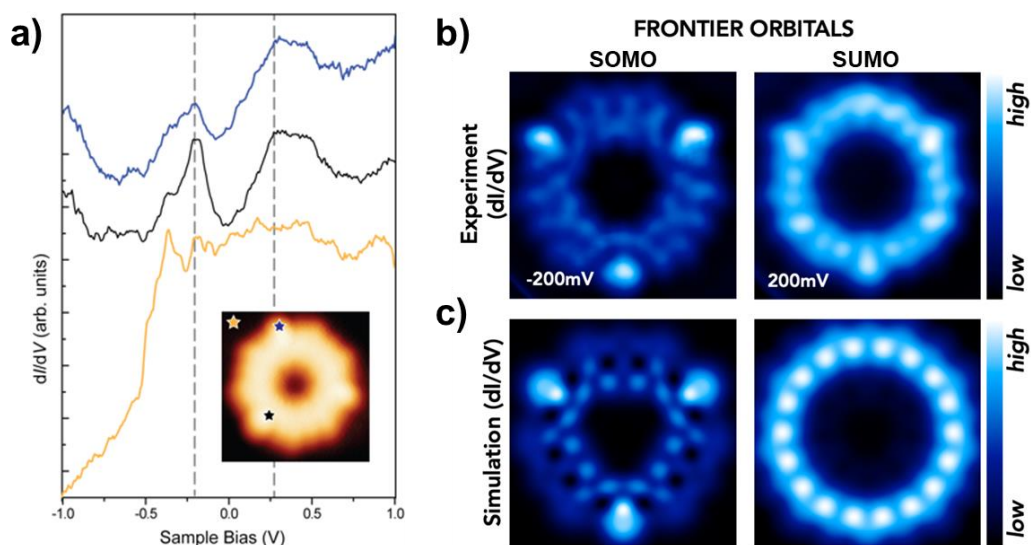 a)
dI/dV (arb. units)
-1.0
-0.5
0.0
0.5
1.0
Sample Bias (V)
b)
FRONTIER ORBITALS
SOMO
SUMO
Experiment
(dI/dV)
-200mV
200mV
high
low
c)
Simulation (dI/dV)
high
low